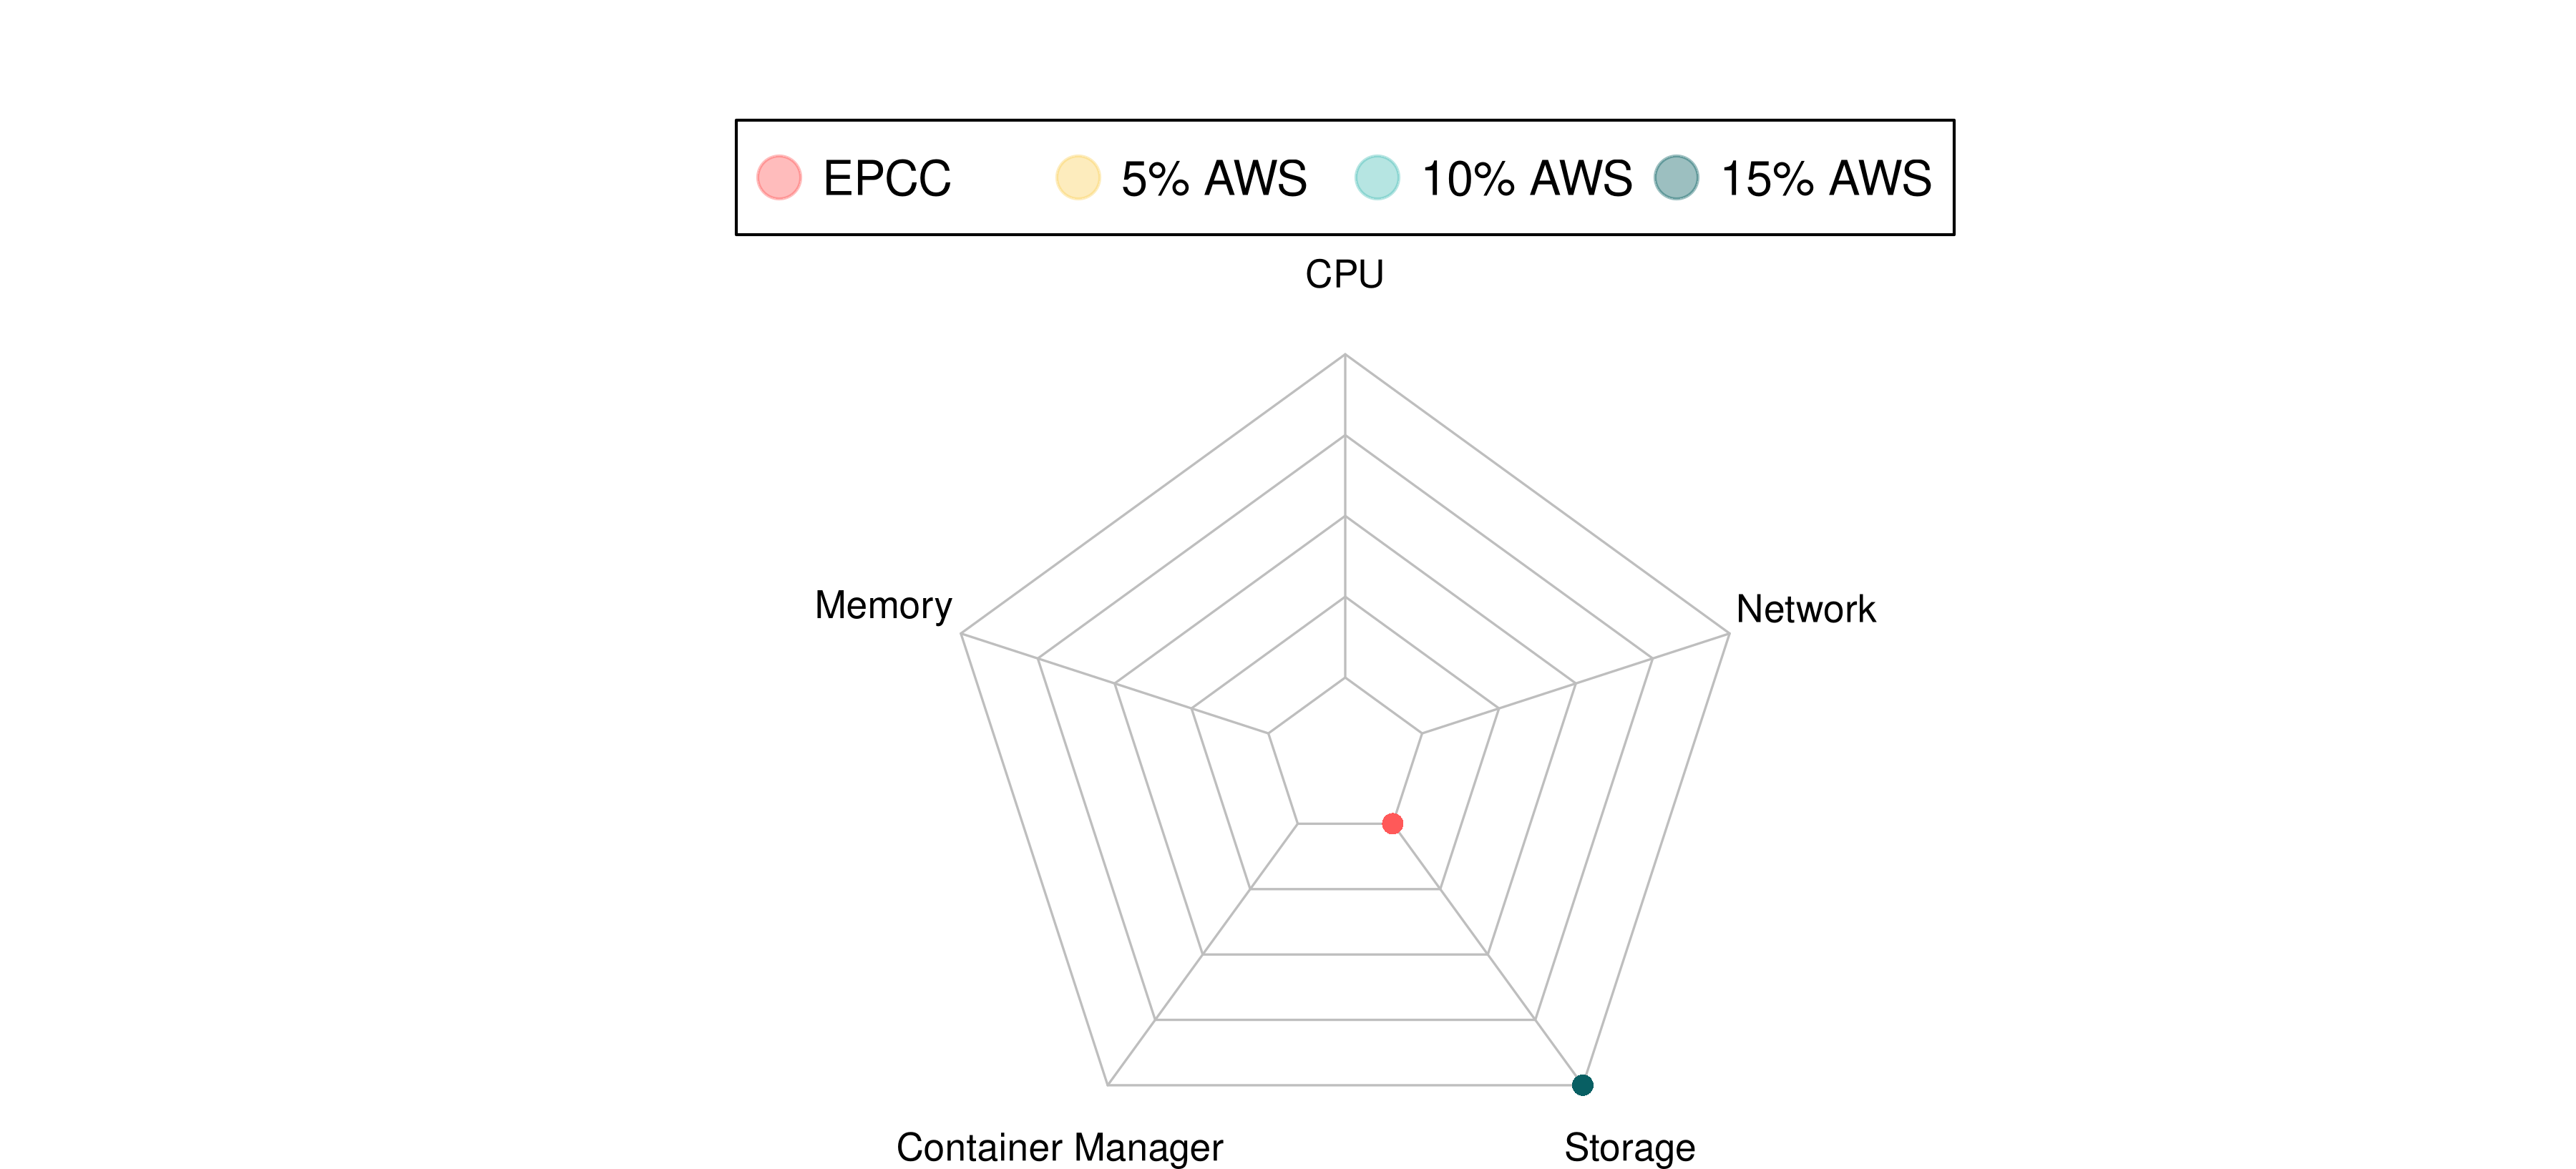 EPCC 5% AWS 10% AWS 15% AWS
CPU
Memory
Network
Container Manager
Storage